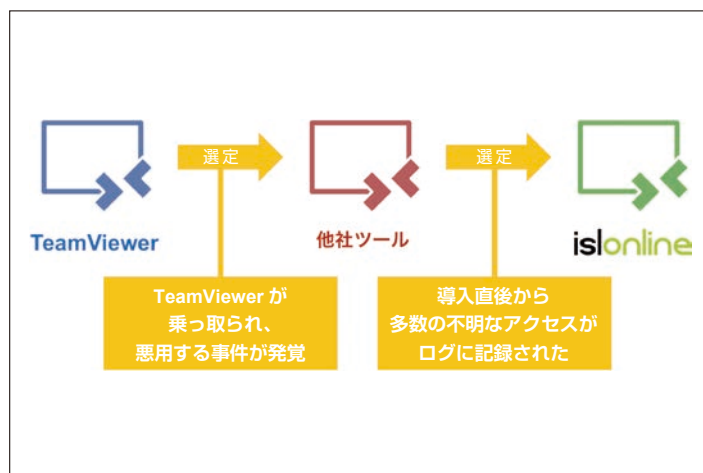 選定
選定
TeamViewer
他社ツール
islonline
TeamViewer が
乗っ取られ、
悪用する事件が発覚
導入直後から
多数の不明なアクセスが
ログに記録された